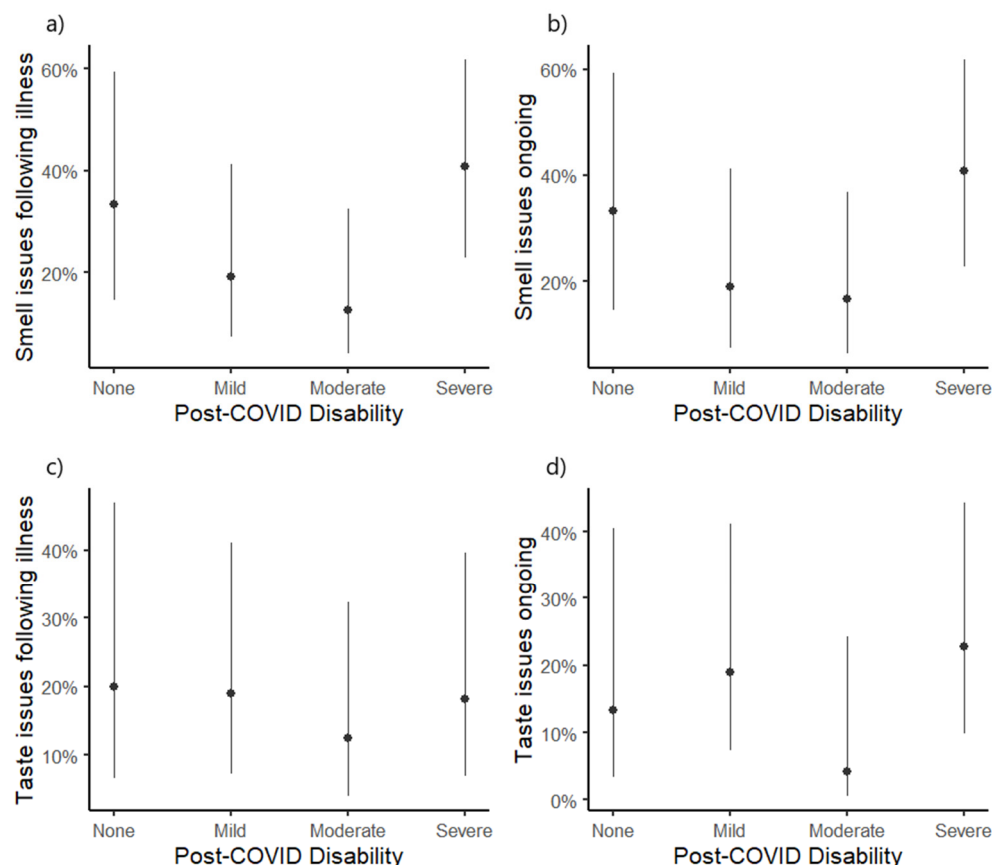 a)
Smell issues following illness
60%
40%
20%
None Mild Moderate Severe
Post-COVID Disability
b)
Smell issues ongoing
60%
40%
20%
None Mild Moderate Severe
Post-COVID Disability
c)
Taste issues following illness
40%
30%
20%
10%
None Mild Moderate Severe
Post-COVID Disability
d)
Taste issues ongoing
40%
30%
20%
10%
0%
None Mild Moderate Severe
Post-COVID Disability